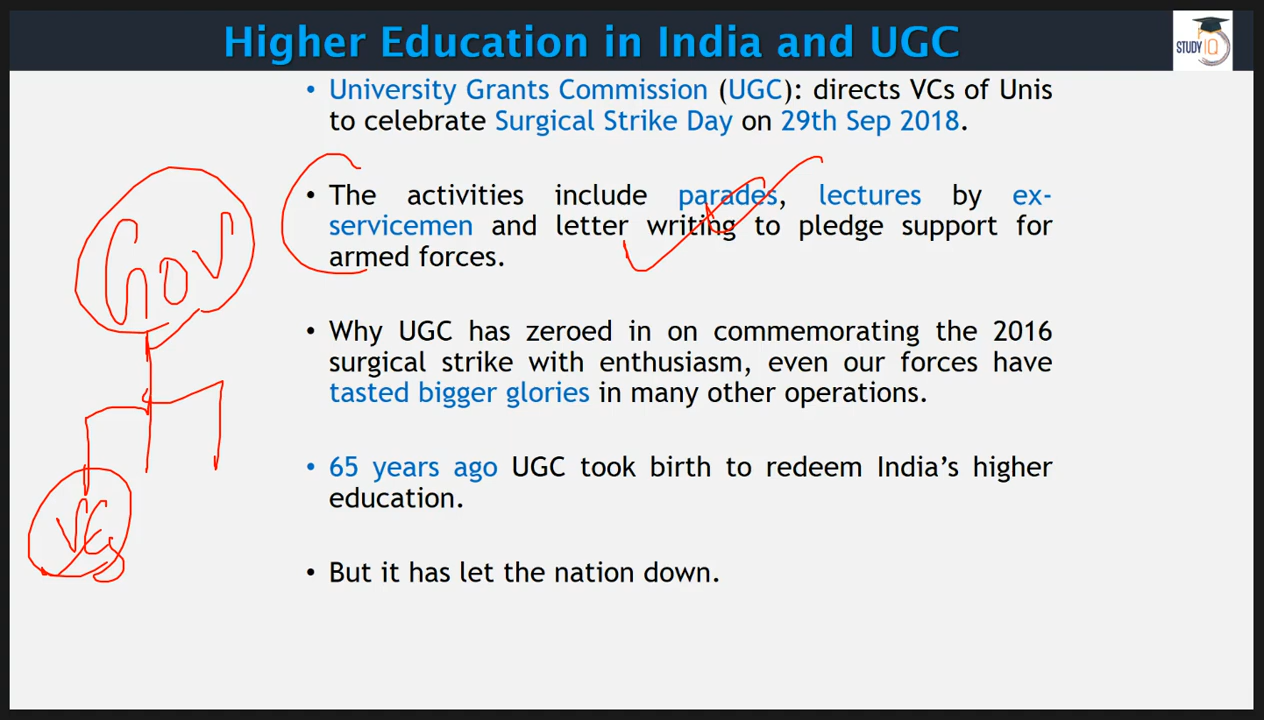 Higher Education in India and UGC
STUDY IQ
• University Grants Commission (UGC): directs VCs of Unis
to celebrate Surgical Strike Day on 29th Sep 2018.
• The activities include parades, lectures by ex-
servicemen and letter writing to pledge support for
armed forces.
Gov
• Why UGC has zeroed in on commemorating the 2016
surgical strike with enthusiasm, even our forces have
tasted bigger glories in many other operations.
• 65 years ago UGC took birth to redeem India's higher
education.
VCs
• But it has let the nation down.